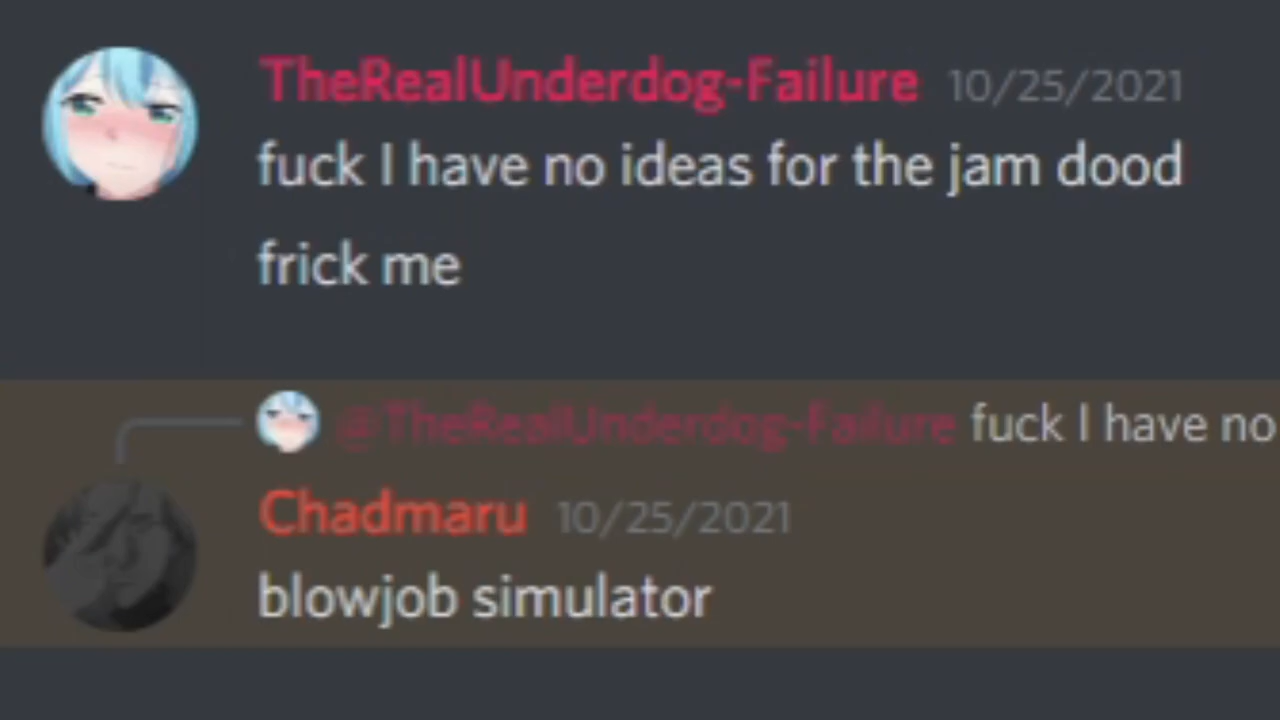 TheRealUnderdog-Failure 10/25/2021
fuck I have no ideas for the jam dood
frick me
@TheRealUnderdog-Failure fuck I have no
Chadmaru 10/25/2021
blowjob simulator